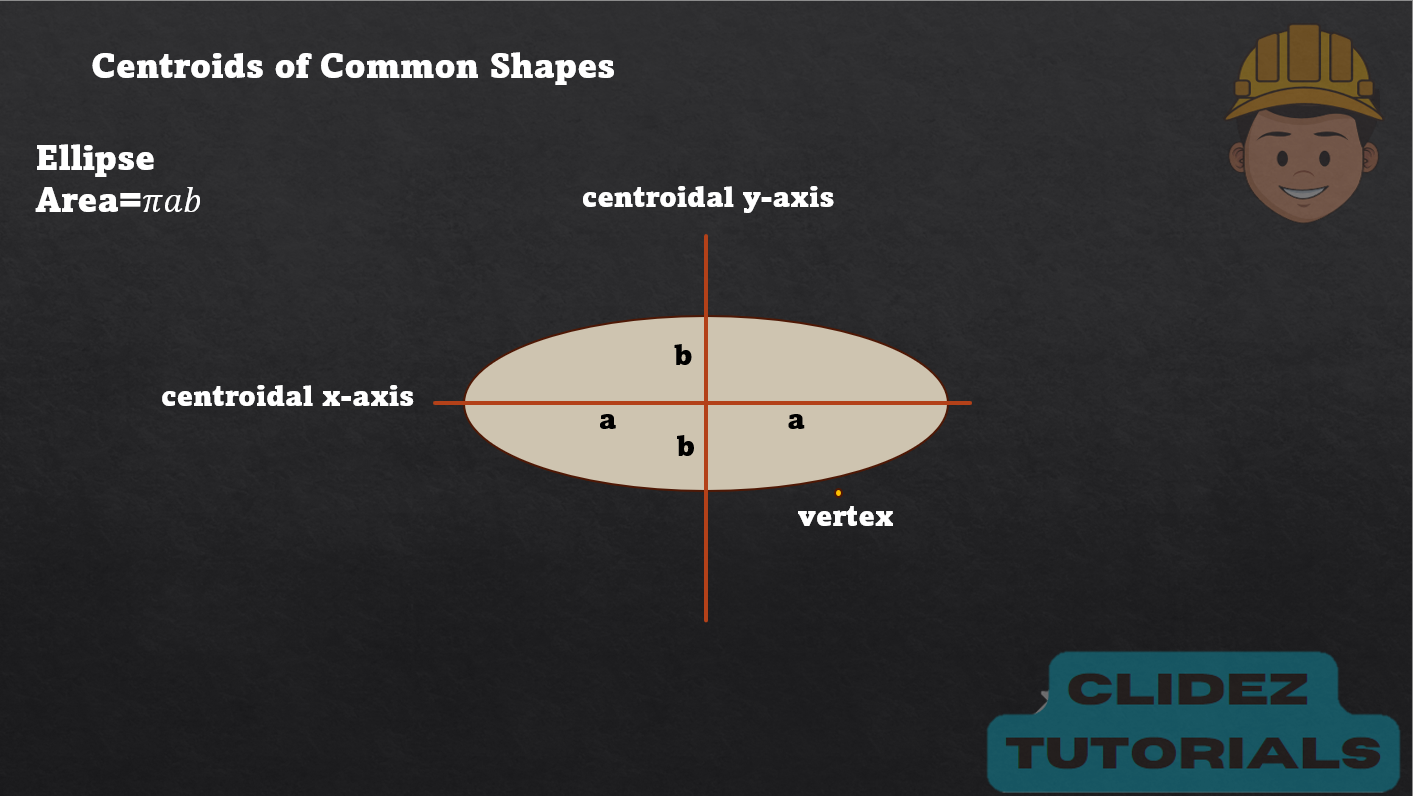 Centroids of Common Shapes
Ellipse
Area=𝜋𝑎𝑏
centroidal y-axis
b
centroidal x-axis
a a
b
vertex
CLIDEZ
TUTORIALS